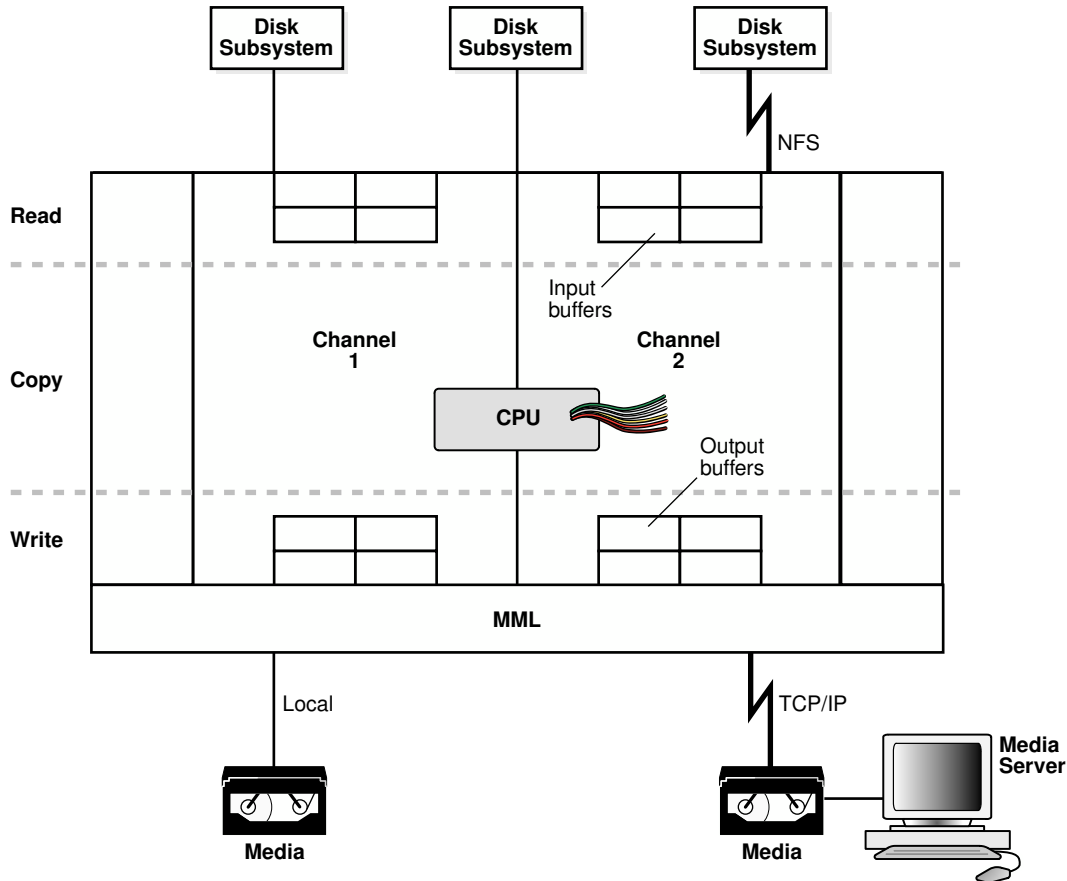 Disk
Subsystem
Disk
Subsystem
Disk
Subsystem
NFS
Read
Input
buffers
Channel
1
Channel
2
Copy
CPU
Output
buffers
Write
MML
Local
TCP/IP
Media
Server
Media
Media